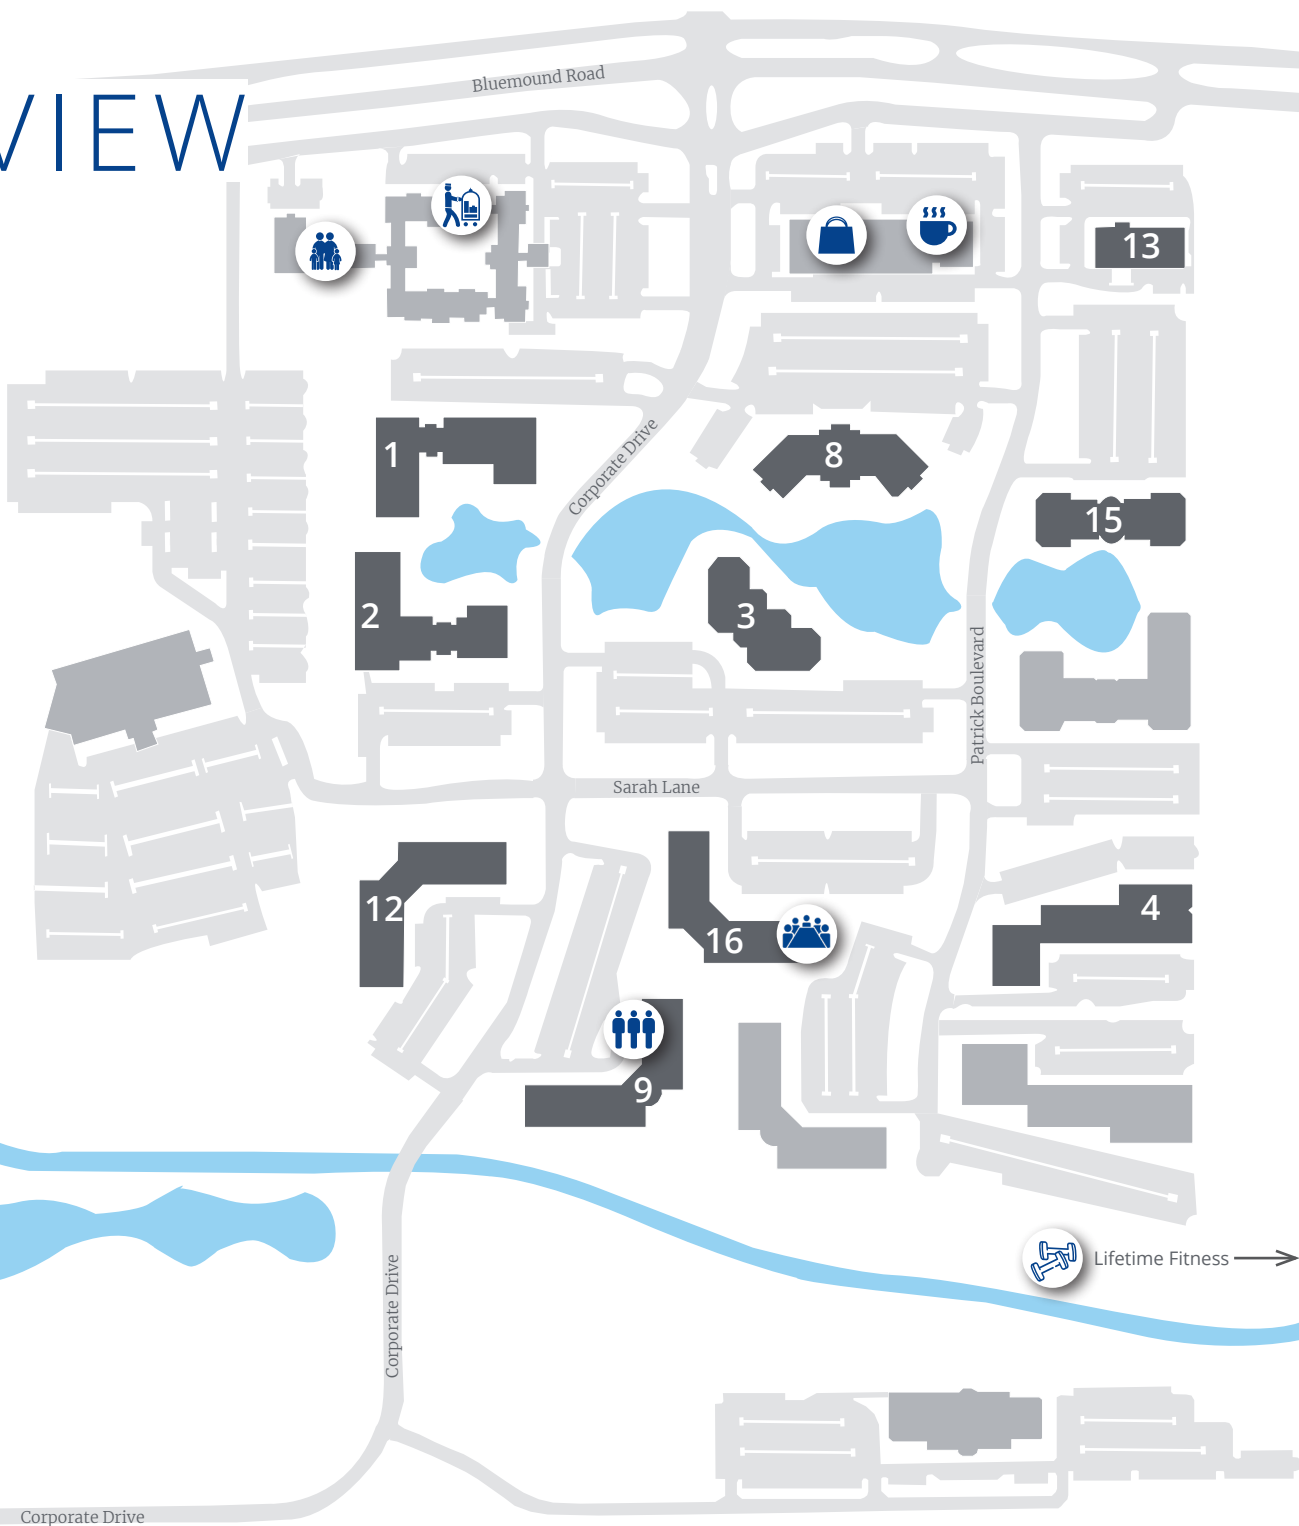 Bluemound Road
VIEW
13
1
Corporate Drive
8
15
2
3
Patrick Boulevard
Sarah Lane
12
4
16
9
Lifetime Fitness
Corporate Drive
Corporate Drive